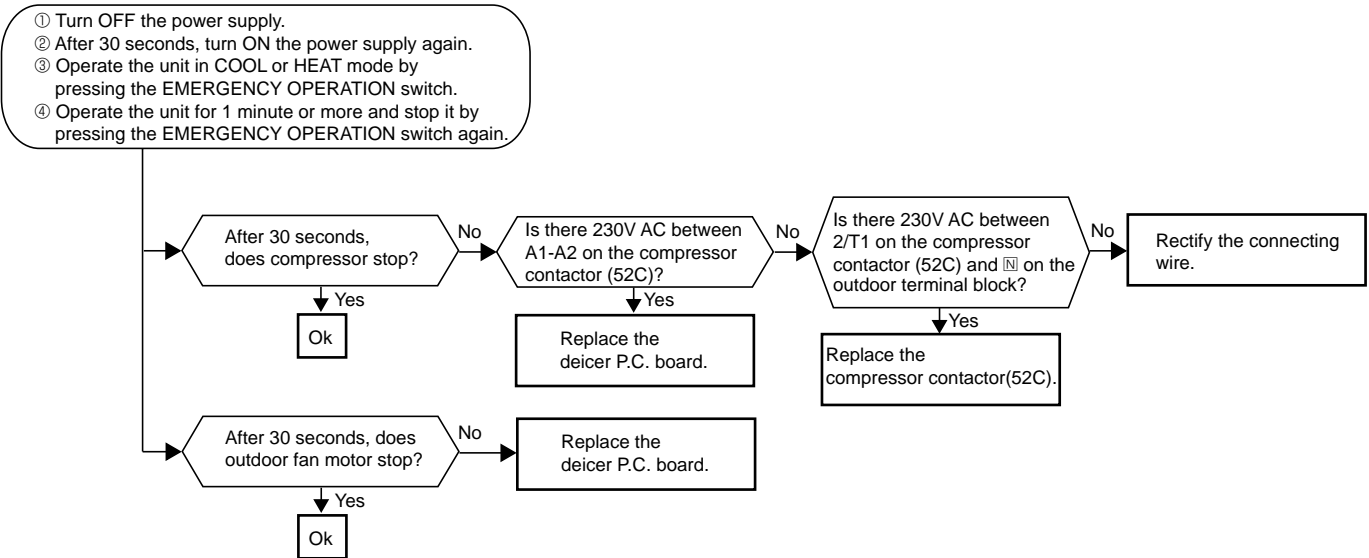 ① Turn OFF the power supply.
② After 30 seconds, turn ON the power supply again.
③ Operate the unit in COOL or HEAT mode by
pressing the EMERGENCY OPERATION switch.
④ Operate the unit for 1 minute or more and stop it by
pressing the EMERGENCY OPERATION switch again.
After 30 seconds,
does compressor stop?
No
Yes
Ok
Is there 230V AC between
A1-A2 on the compressor
contactor (52C)?
No
Yes
Replace the
deicer P.C. board.
Is there 230V AC between
2/T1 on the compressor
contactor (52C) and 🄽 on the
outdoor terminal block?
No
Yes
Replace the
compressor contactor(52C).
Rectify the connecting
wire.
After 30 seconds, does
outdoor fan motor stop?
No
Yes
Ok
Replace the
deicer P.C. board.